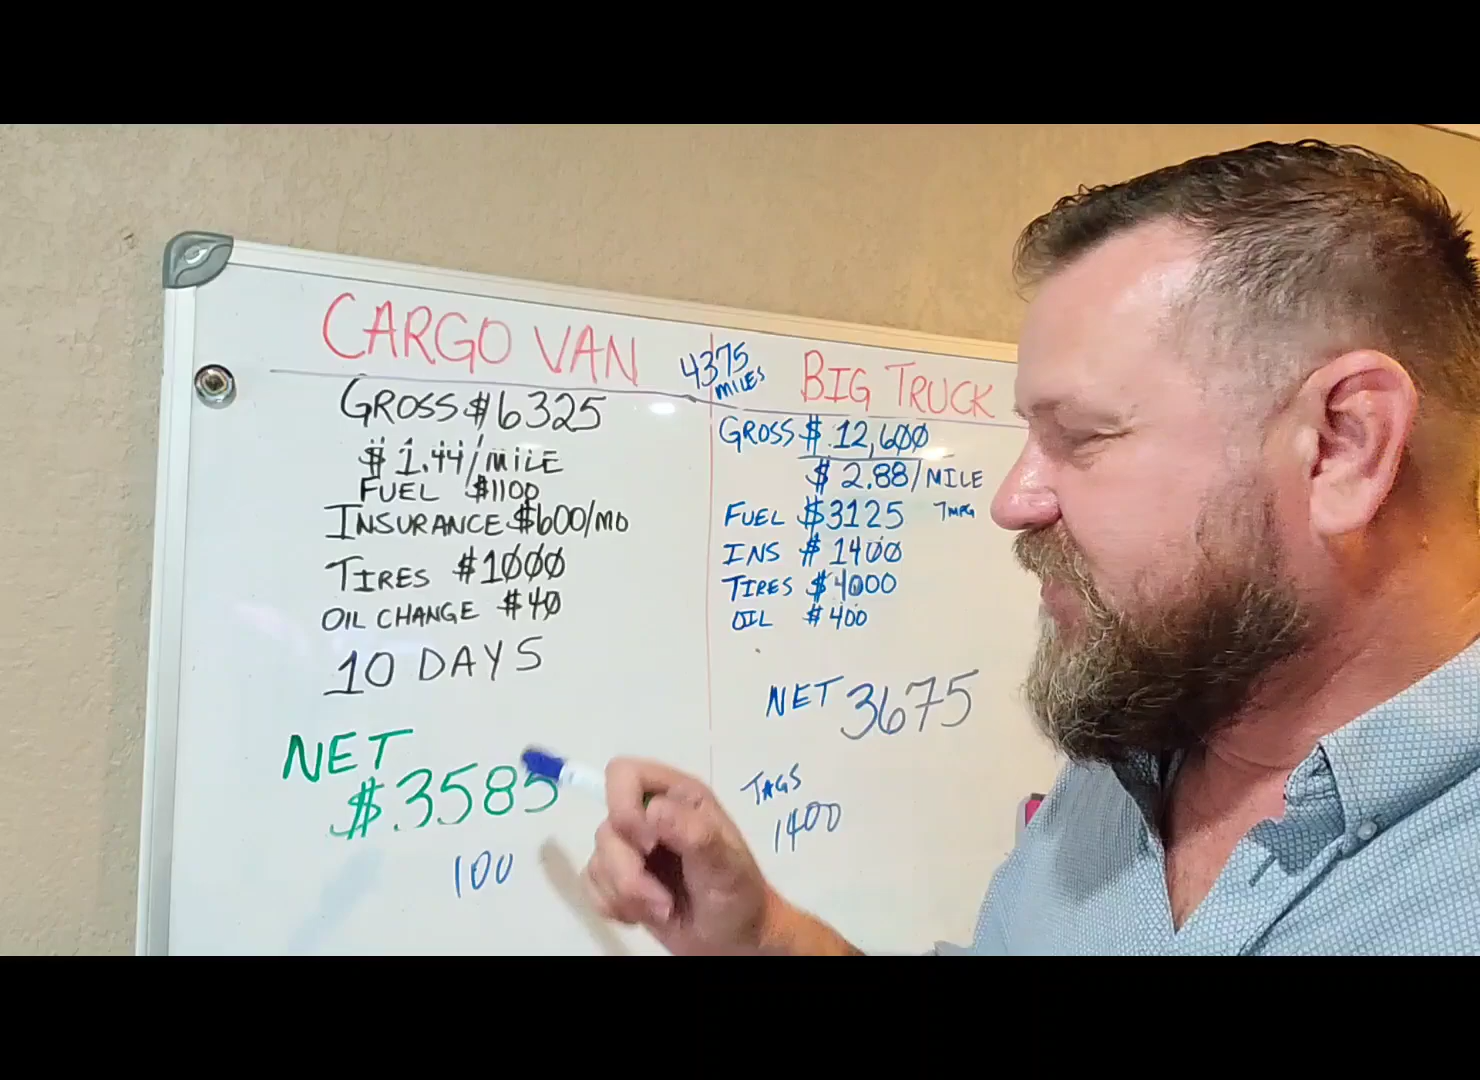 CARGO VAN
GROSS $6325
$1.44/MILE
FUEL $1100
INSURANCE $600/MO
TIRES $1000
OIL CHANGE $40
10 DAYS
NET
$3585
100
4375
MILES
BIG TRUCK
GROSS $12,600
$2.88/MILE
FUEL $3125 7MPG
INS $1400
TIRES $4000
OIL $400
NET 3675
TAGS
1400